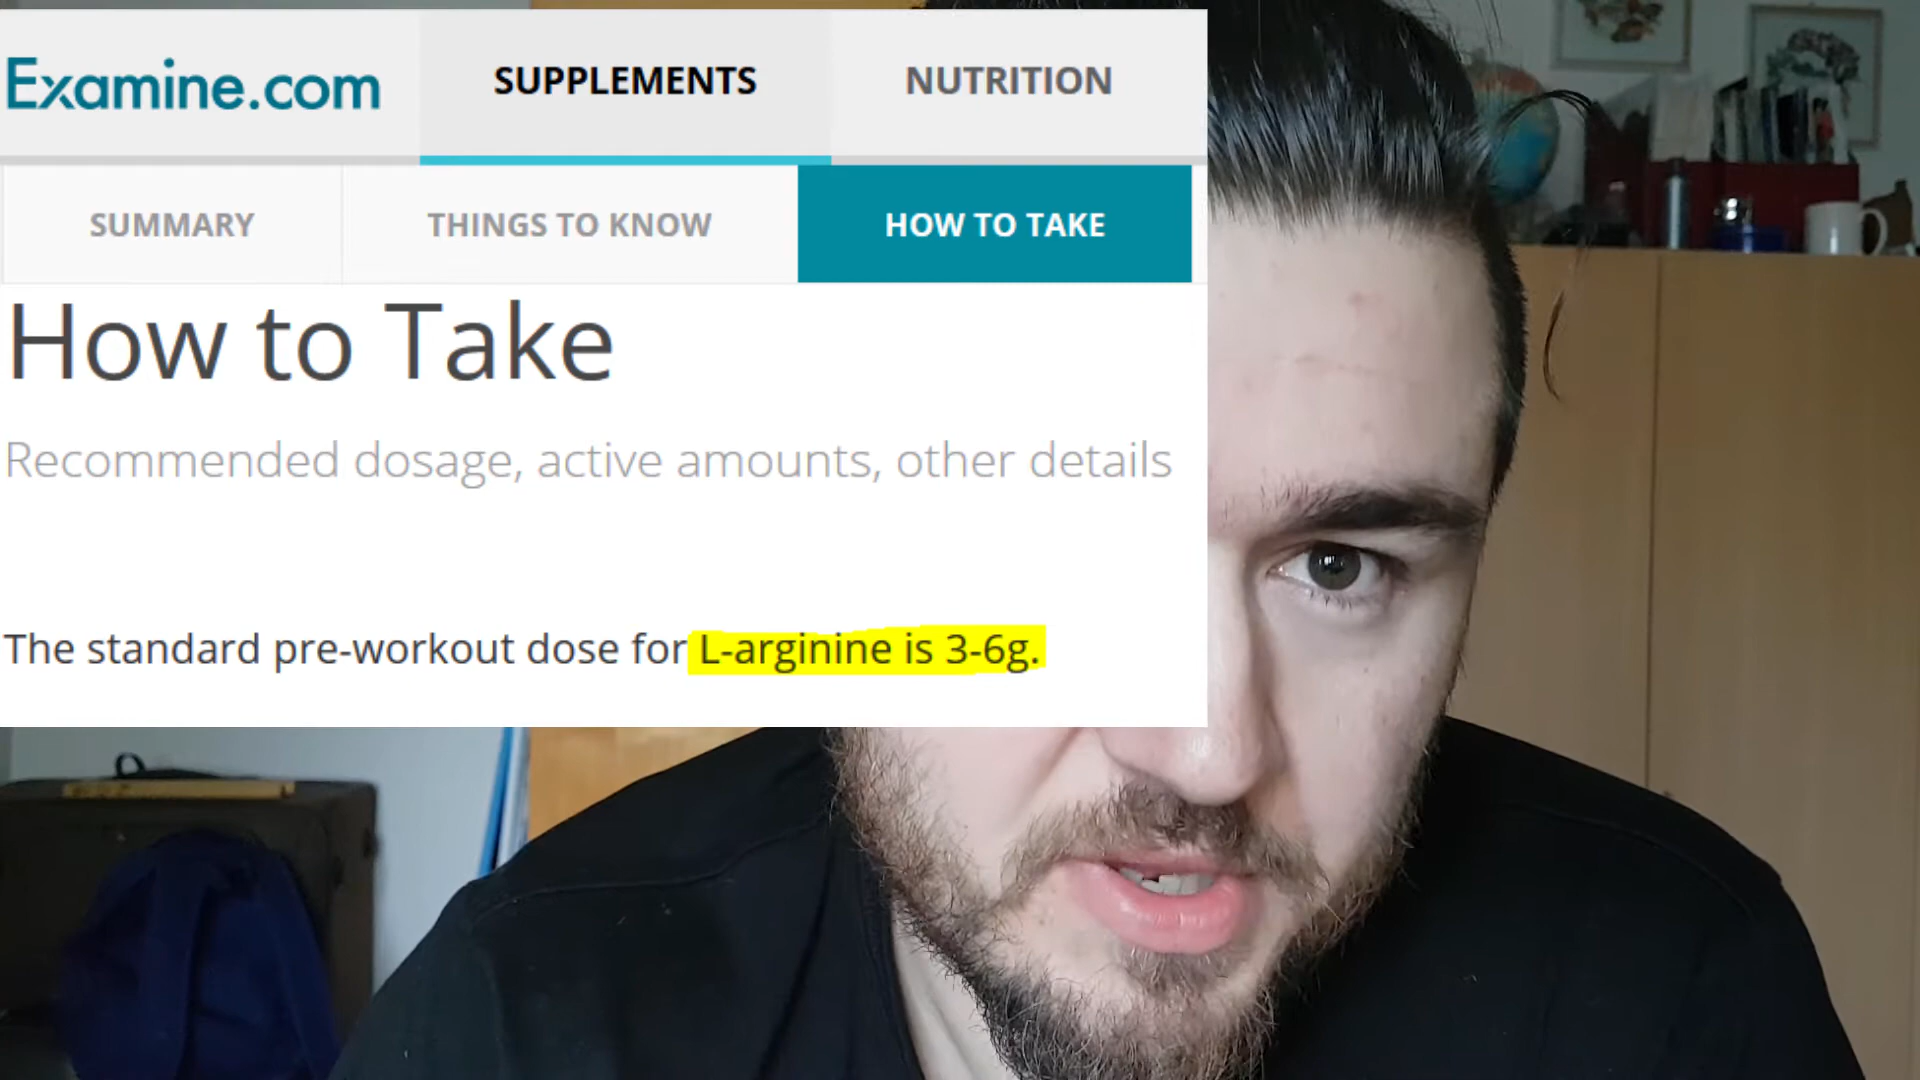 Examine.com
SUPPLEMENTS
NUTRITION
SUMMARY
THINGS TO KNOW
HOW TO TAKE
How to Take
Recommended dosage, active amounts, other details
The standard pre-workout dose for L-arginine is 3-6g.